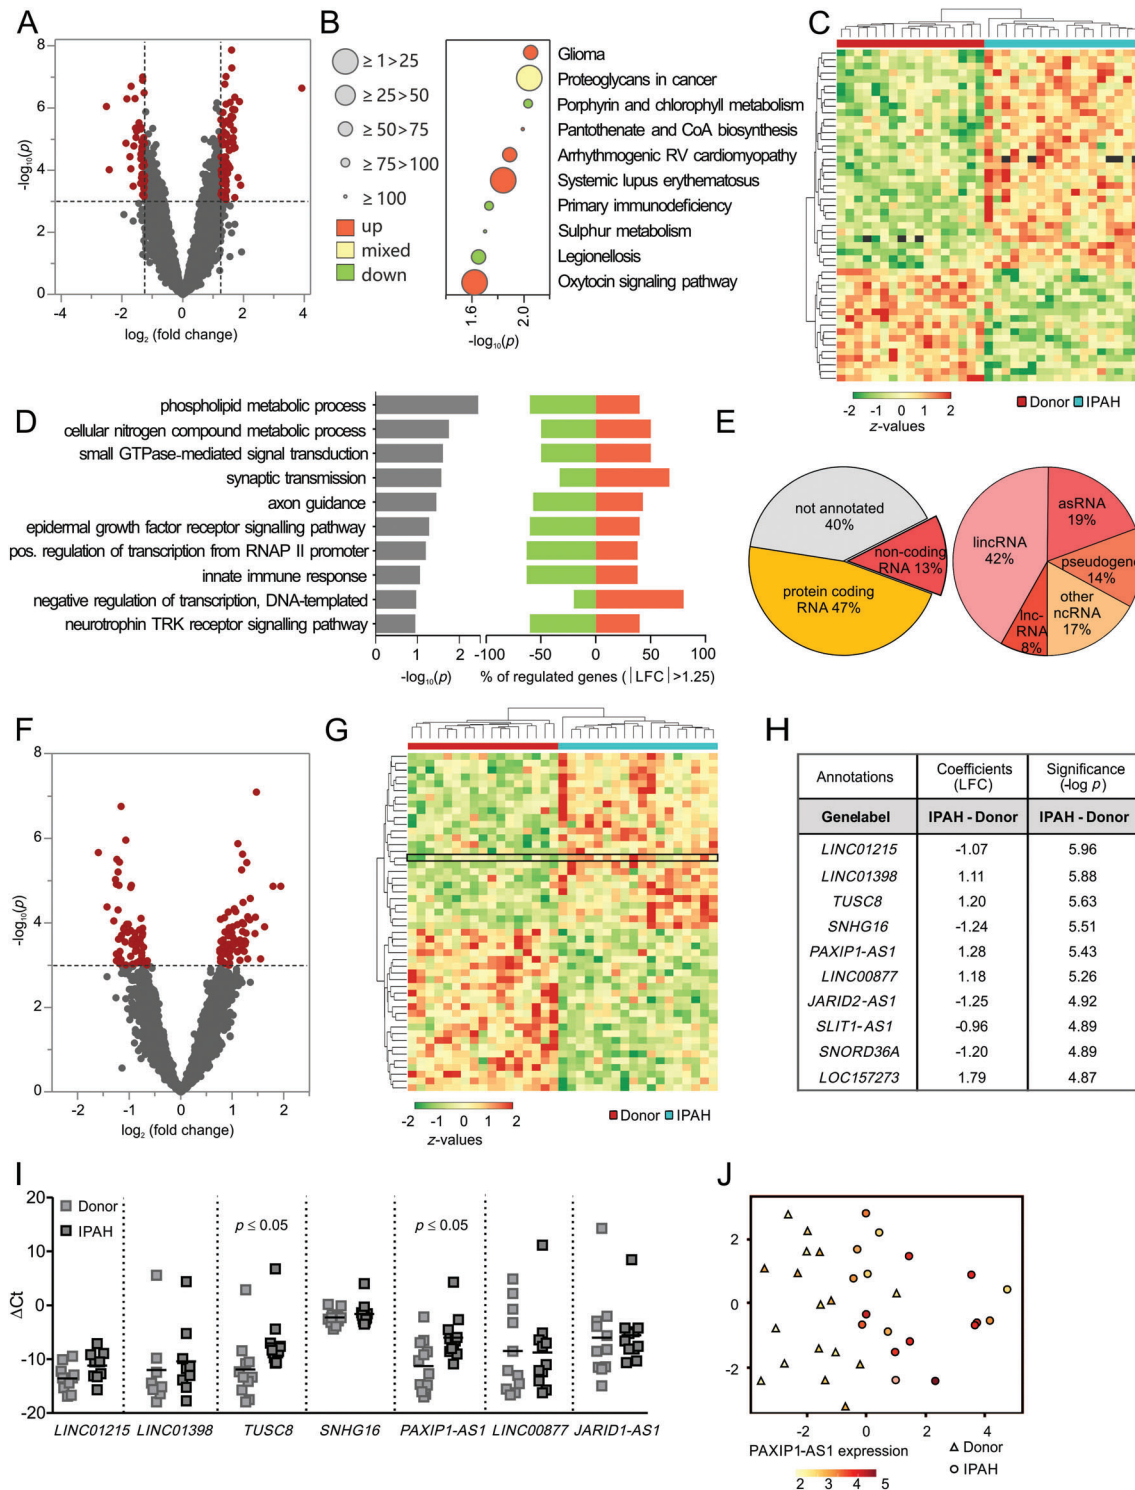 A
8
6
4
2
0
-log10(p)
-4
-2
0
2
4
log2 (fold change)
B
≥ 1>25
≥ 25>50
≥ 50>75
≥ 75>100
≥ 100
up
mixed
down
Glioma
Proteoglycans in cancer
Porphyrin and chlorophyll metabolism
Pantothenate and CoA biosynthesis
Arrhythmogenic RV cardiomyopathy
Systemic lupus erythematosus
Primary immunodeficiency
Sulphur metabolism
Legionellosis
Oxytocin signaling pathway
1.6
2.0
-log10(p)
C
-2 -1 0 1 2
z-values
Donor IPAH
D
phospholipid metabolic process
cellular nitrogen compound metabolic process
small GTPase-mediated signal transduction
synaptic transmission
axon guidance
epidermal growth factor receptor signalling pathway
pos. regulation of transcription from RNAP II promoter
innate immune response
negative regulation of transcription, DNA-templated
neurotrophin TRK receptor signalling pathway
0 1 2
-log10(p)
-100 -50 0 50 100
% of regulated genes (|LFC|>1.25)
E
not annotated
40%
non-coding
RNA 13%
protein coding
RNA 47%
lincRNA
42%
asRNA
19%
pseudogene
14%
other
ncRNA
17%
lnc-
RNA
8%
F
8
6
4
2
0
-log10(p)
-2 -1 0 1 2
log2 (fold change)
G
-2 -1 0 1 2
z-values
Donor IPAH
H
Annotations Coefficients (LFC) Significance (-log p)
Genelabel IPAH - Donor IPAH - Donor
LINC01215 -1.07 5.96
LINC01398 1.11 5.88
TUSC8 1.20 5.63
SNHG16 -1.24 5.51
PAXIP1-AS1 1.28 5.43
LINC00877 1.18 5.26
JARID2-AS1 -1.25 4.92
SLIT1-AS1 -0.96 4.89
SNORD36A -1.20 4.89
LOC157273 1.79 4.87
I
20
10
0
-10
-20
ΔCt
Donor
IPAH
p ≤ 0.05
p ≤ 0.05
LINC01215 LINC01398 TUSC8 SNHG16 PAXIP1-AS1 LINC00877 JARID1-AS1
J
2
0
-2
-2 0 2 4
PAXIP1-AS1 expression
2 3 4 5
Donor
IPAH